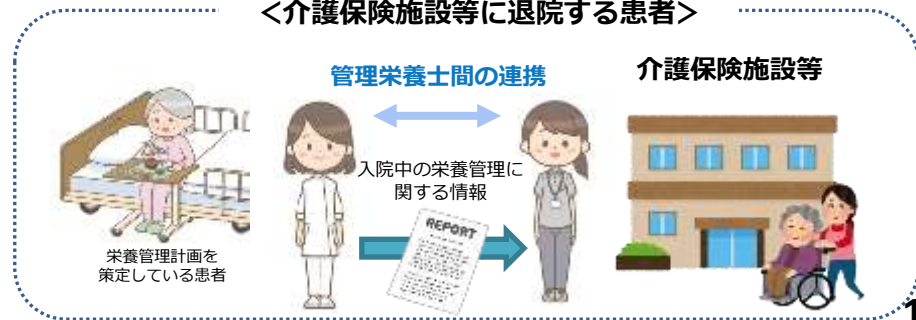 <介護保険施設等に退院する患者>
管理栄養士間の連携
介護保険施設等
入院中の栄養管理に
関する情報
REPORT
栄養管理計画を
策定している患者
1